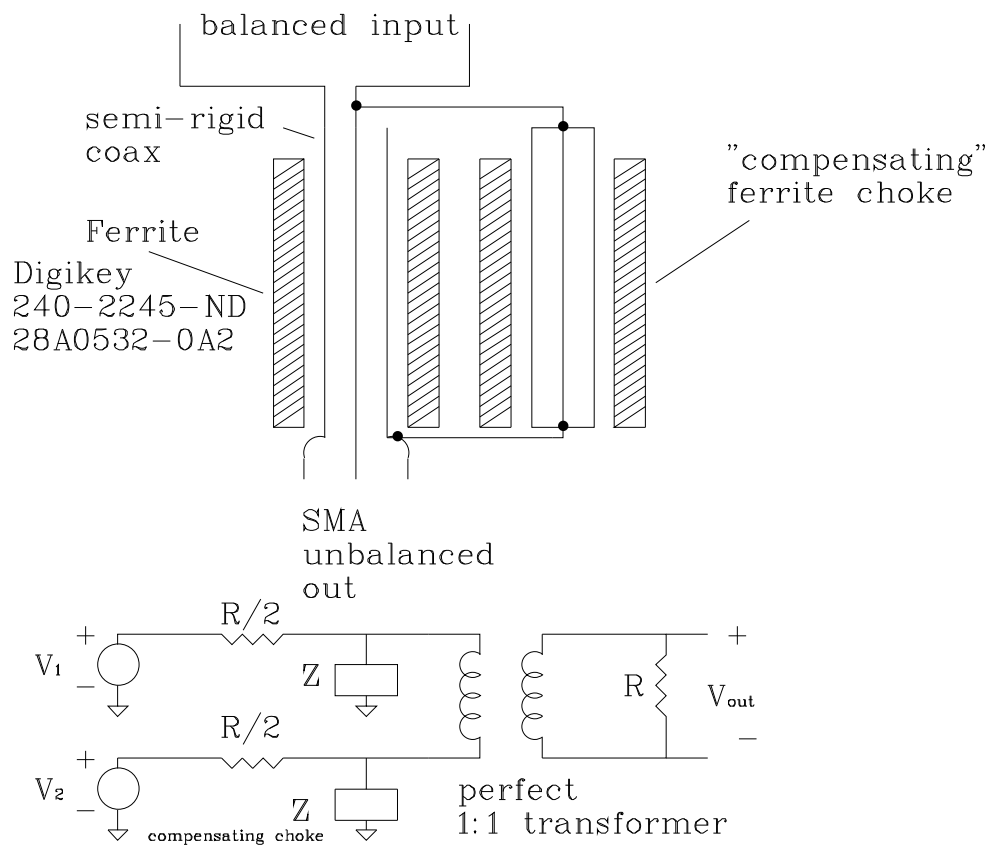 balanced input
semi-rigid
coax
"compensating"
ferrite choke
Ferrite
Digikey
240-2245-ND
28A0532-0A2
SMA
unbalanced
out
R/2
+
V1
-
Z
R
+
Vout
-
R/2
+
V2
-
Z
compensating choke
perfect
1:1 transformer